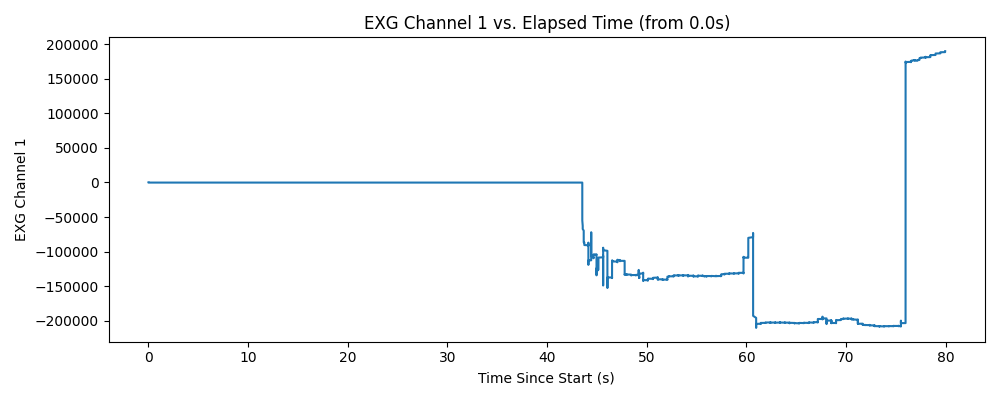 EXG Channel 1 vs. Elapsed Time (from 0.0s)
EXG Channel 1
200000
150000
100000
50000
0
−50000
−100000
−150000
−200000
0 10 20 30 40 50 60 70 80
Time Since Start (s)